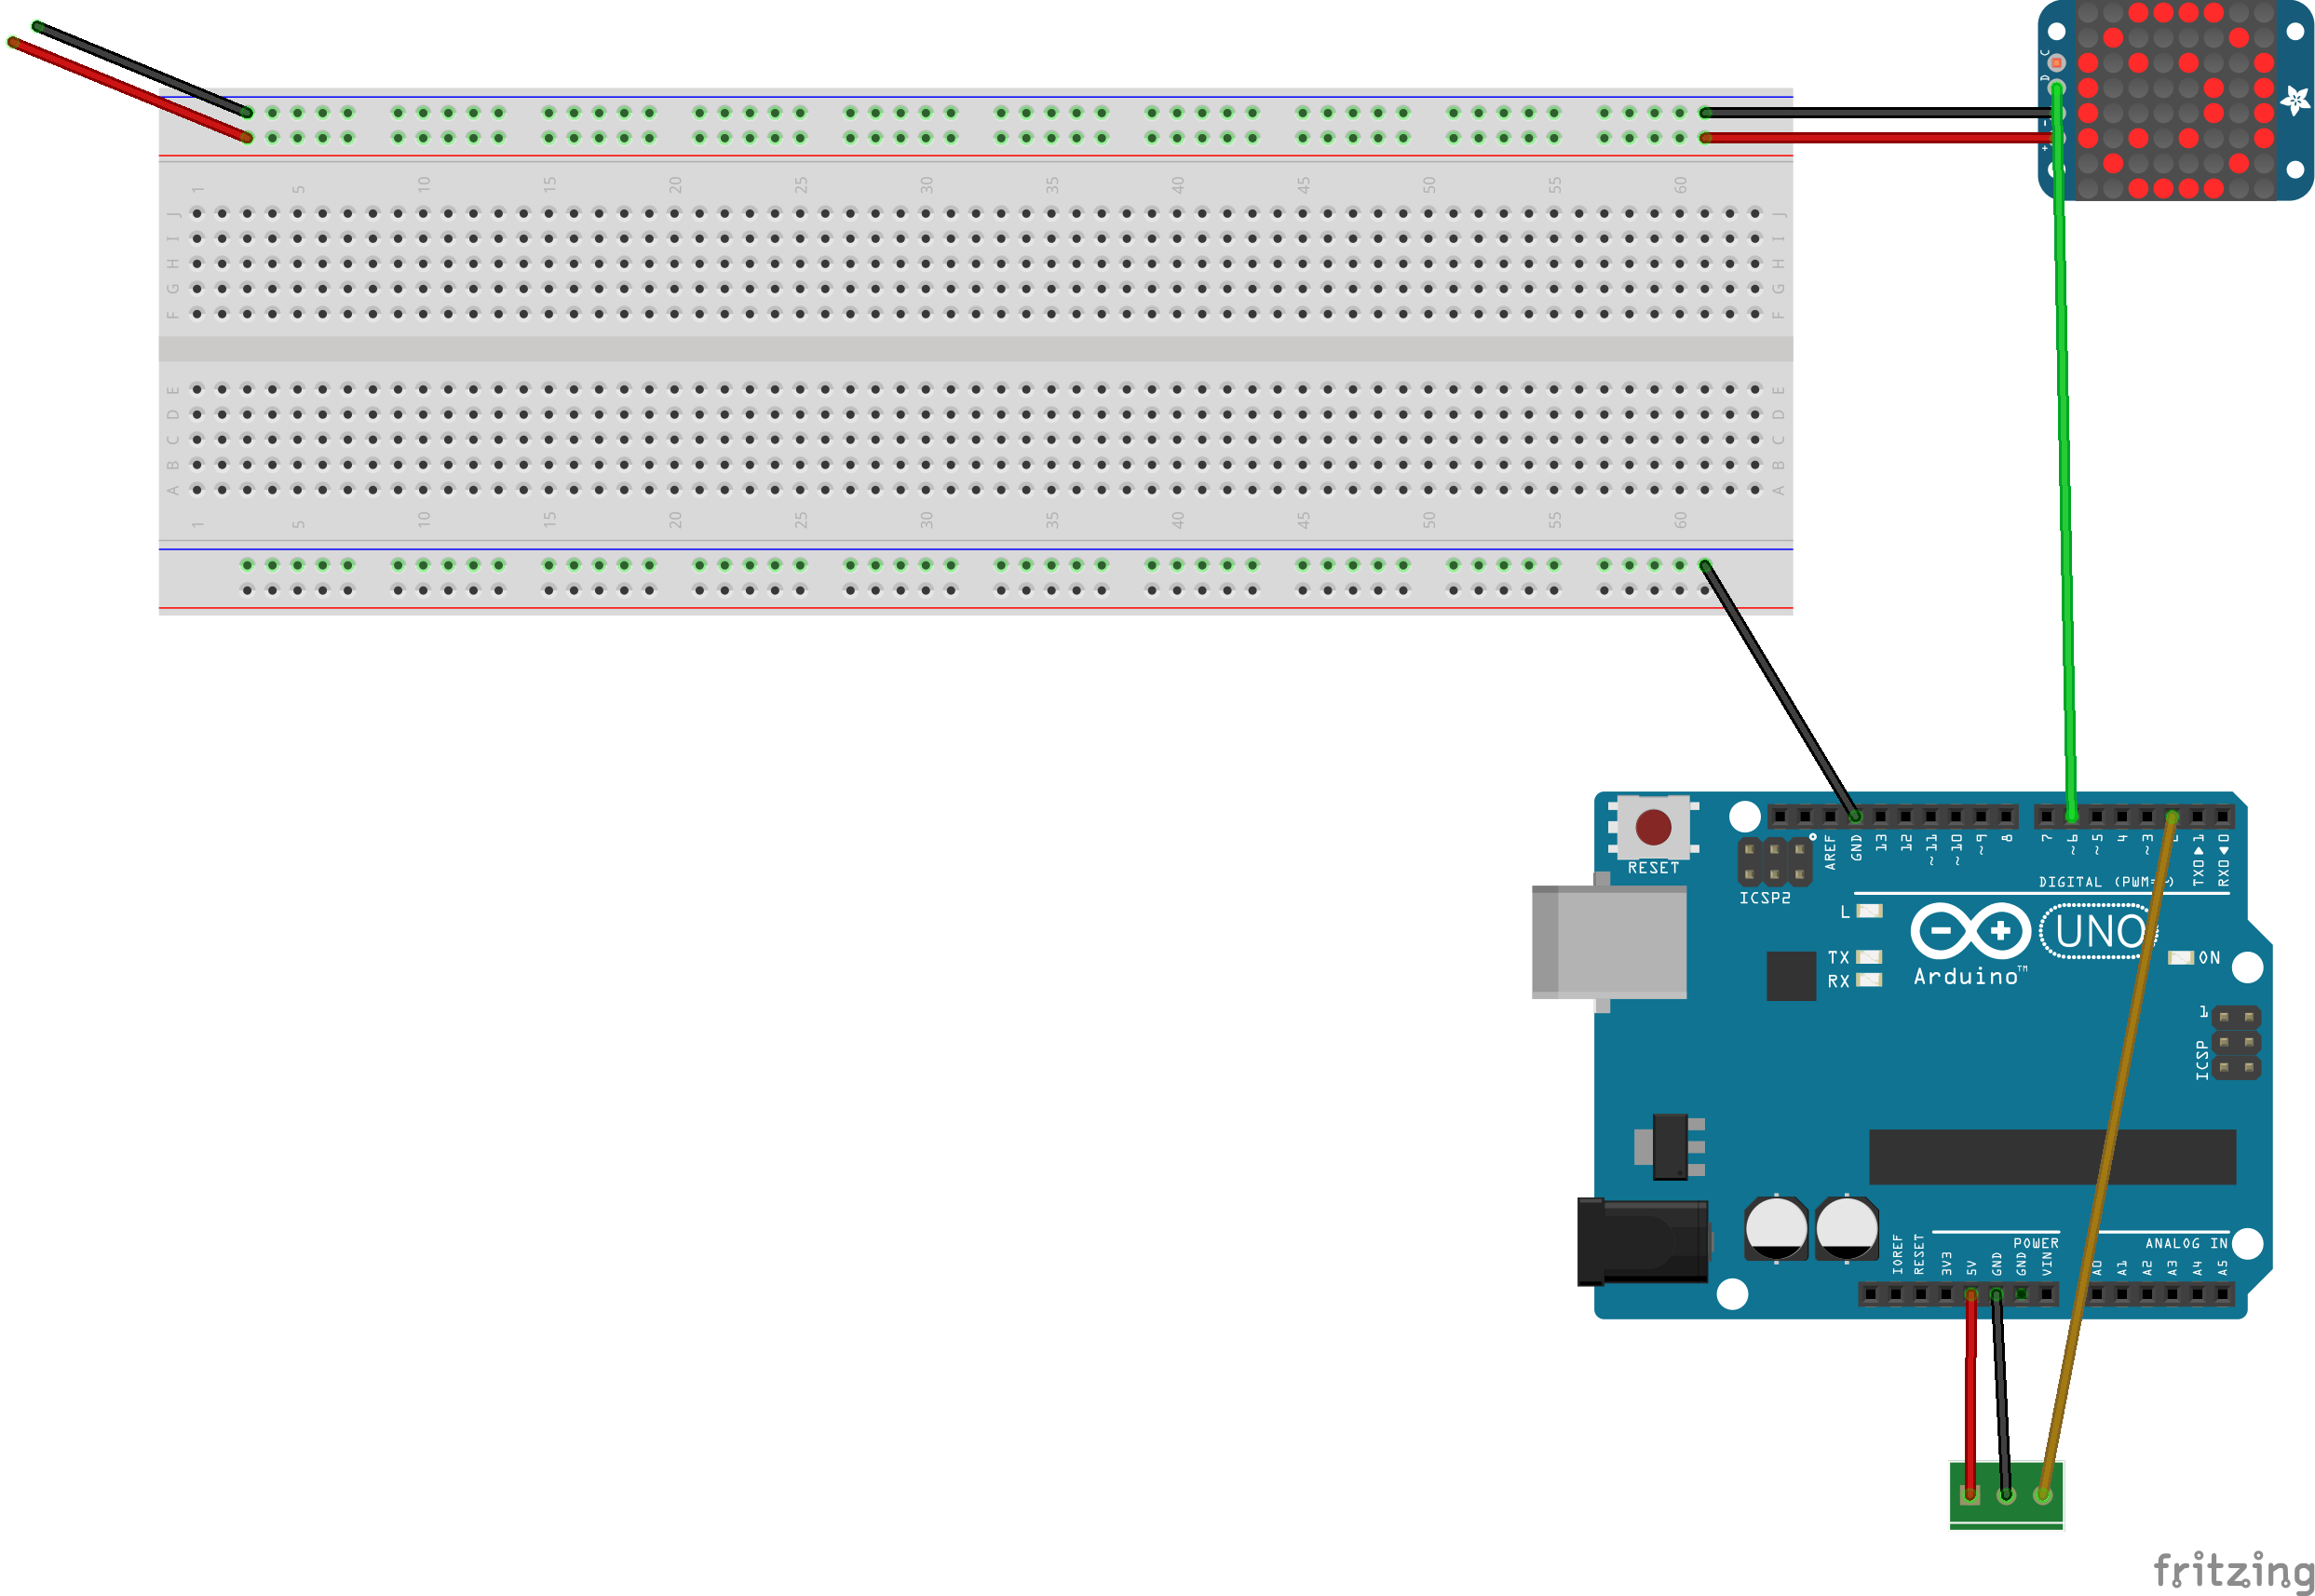 C
D
-
+
1 5 10 15 20 25 30 35 40 45 50 55 60
J J
I I
H H
G G
F F
E E
D D
C C
B B
A A
1 5 10 15 20 25 30 35 40 45 50 55 60
RESET
ICSP2
AREF GND 13 12 ~11 ~10 ~9 8 7 ~6 ~5 4 ~3 TX0▶1 RX0◀0
DIGITAL (PWM=~)
L
TX
RX
UNO
Arduino™
ON
1
ICSP
POWER
ANALOG IN
IOREF RESET 3V3 5V GND GND VIN A0 A1 A2 A3 A4 A5
fritzing